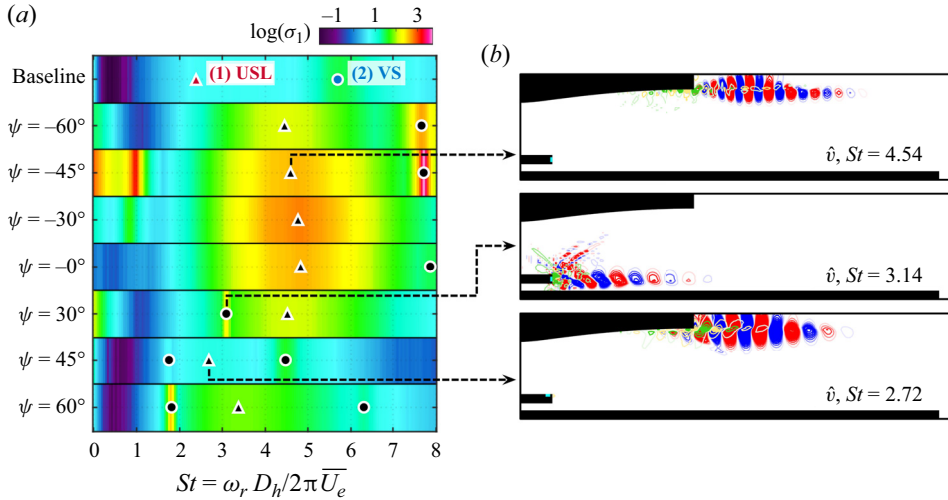 (a)
log(σ₁) −1 1 3
(b)
Baseline (1) USL (2) VS
ψ = –60°
ψ = –45°
ψ = –30°
ψ = –0°
ψ = 30°
ψ = 45°
ψ = 60°
0 1 2 3 4 5 6 7 8
St = ωᵣ Dₕ/2π U̅ₑ̅
v̂, St = 4.54
v̂, St = 3.14
v̂, St = 2.72